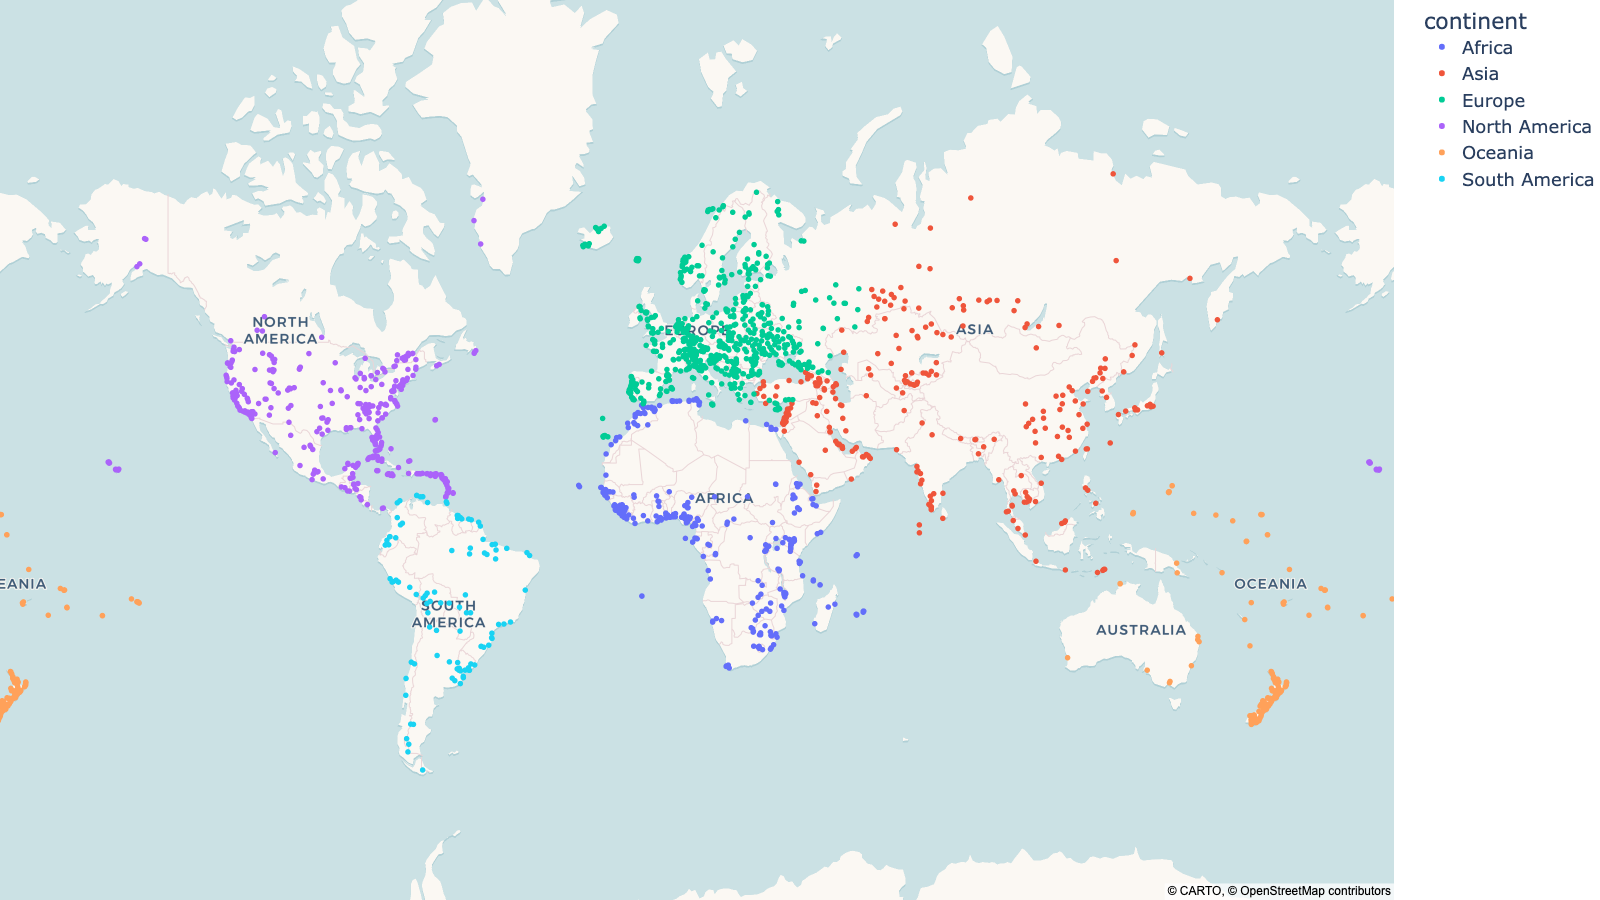 continent
Africa
Asia
Europe
North America
Oceania
South America
NORTH
AMERICA
EUROPE
ASIA
AFRICA
EANIA
OCEANIA
SOUTH
AMERICA
AUSTRALIA
© CARTO, © OpenStreetMap contributors